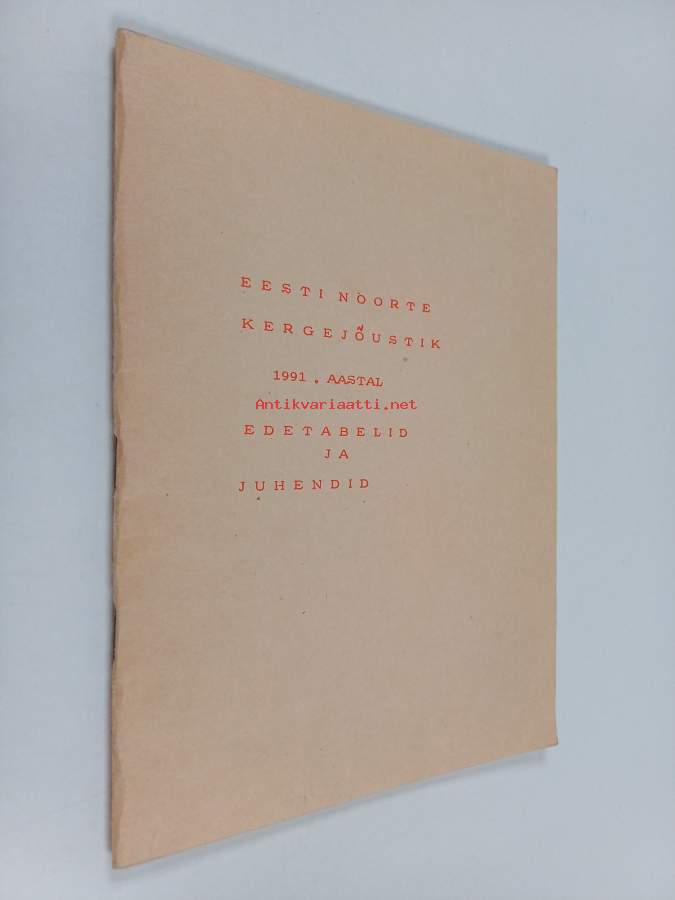 EESTI NOORTE
KERGEJÕUSTIK
1991. AASTAL
Antikvariaatti.net
EDETABELID
JA
JUHENDID